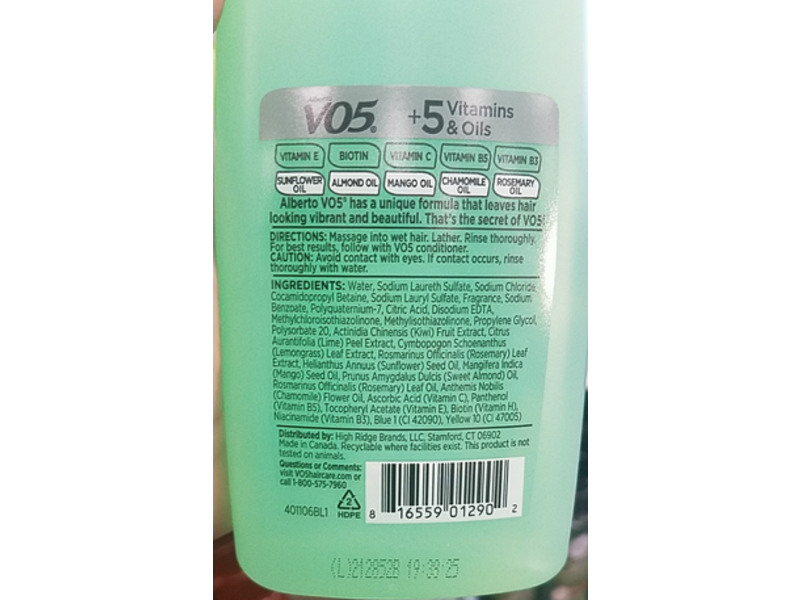 Alberto
VO5®
+5 Vitamins
& Oils
VITAMIN E BIOTIN VITAMIN C VITAMIN B5 VITAMIN B3
SUNFLOWER OIL ALMOND OIL MANGO OIL CHAMOMILE OIL ROSEMARY OIL
Alberto VO5® has a unique formula that leaves hair
looking vibrant and beautiful. That's the secret of VO5!
DIRECTIONS: Massage into wet hair. Lather. Rinse thoroughly.
For best results, follow with VO5 conditioner.
CAUTION: Avoid contact with eyes. If contact occurs, rinse
thoroughly with water.
INGREDIENTS: Water, Sodium Laureth Sulfate, Sodium Chloride,
Cocamidopropyl Betaine, Sodium Lauryl Sulfate, Fragrance, Sodium
Benzoate, Polyquaternium-7, Citric Acid, Disodium EDTA,
Methylchloroisothiazolinone, Methylisothiazolinone, Propylene Glycol,
Polysorbate 20, Actinidia Chinensis (Kiwi) Fruit Extract, Citrus
Aurantifolia (Lime) Peel Extract, Cymbopogon Schoenanthus
(Lemongrass) Leaf Extract, Rosmarinus Officinalis (Rosemary) Leaf
Extract, Helianthus Annuus (Sunflower) Seed Oil, Mangifera Indica
(Mango) Seed Oil, Prunus Amygdalus Dulcis (Sweet Almond) Oil,
Rosmarinus Officinalis (Rosemary) Leaf Oil, Anthemis Nobilis
(Chamomile) Flower Oil, Ascorbic Acid (Vitamin C), Panthenol
(Vitamin B5), Tocopheryl Acetate (Vitamin E), Biotin (Vitamin H),
Niacinamide (Vitamin B3), Blue 1 (CI 42090), Yellow 10 (CI 47005)
Distributed by: High Ridge Brands, LLC, Stamford, CT 06902
Made in Canada. Recyclable where facilities exist. This product is not
tested on animals.
Questions or Comments:
visit VO5haircare.com or
call 1-800-575-7960
401106BL1
2
HDPE
8 16559 01290 2
(L)212852B 19:39:25